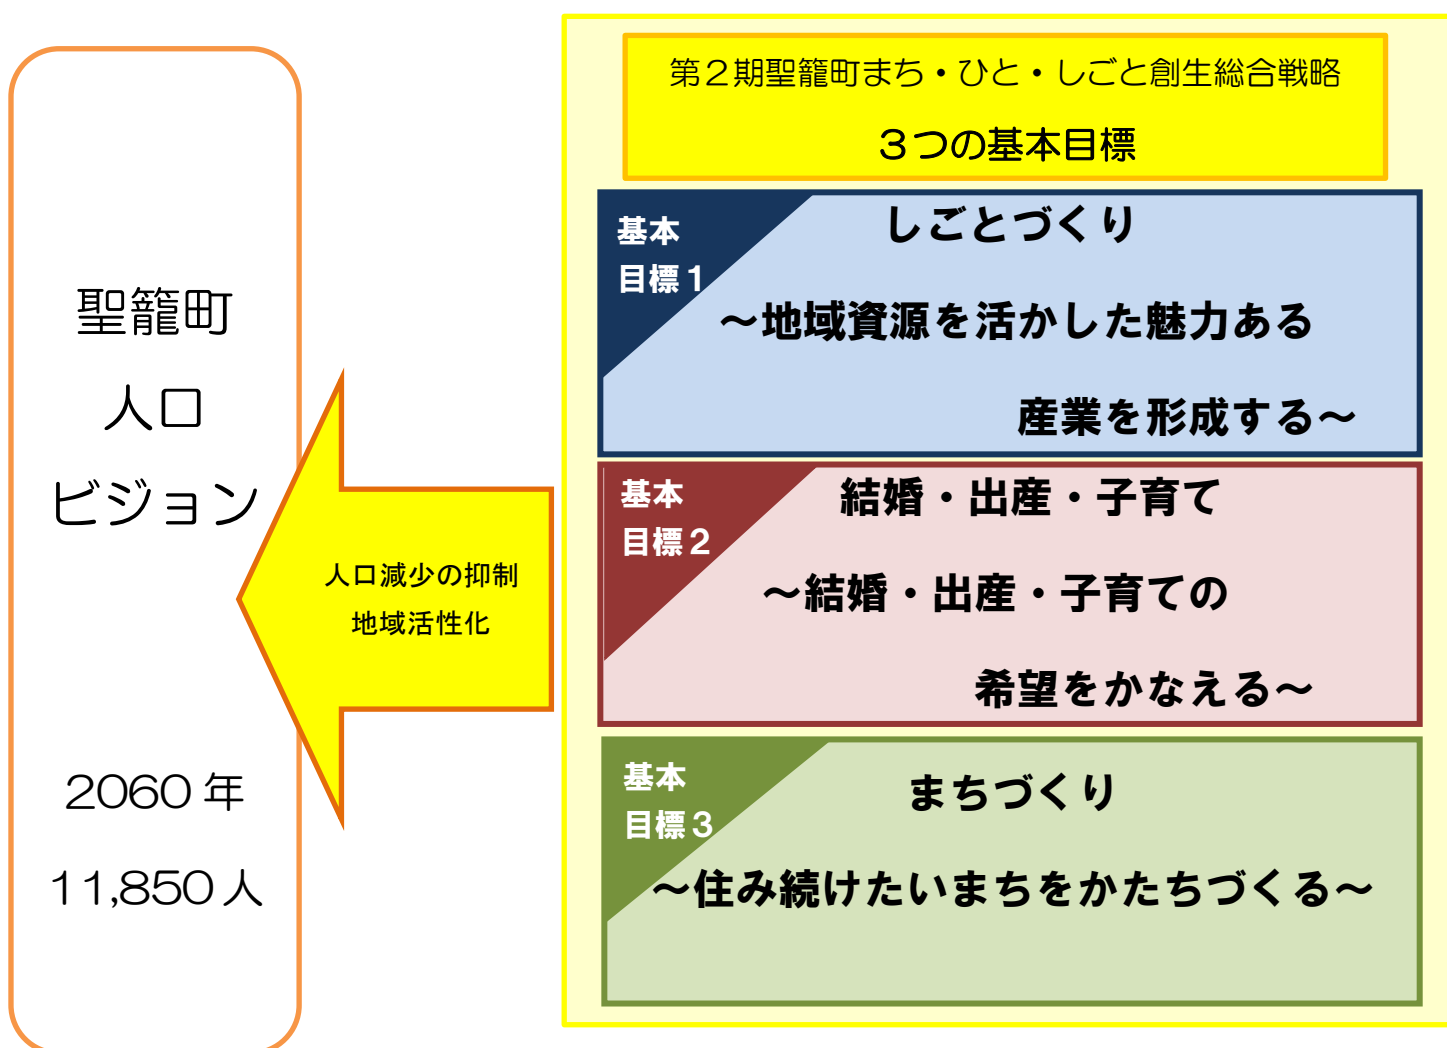 聖籠町
人口
ビジョン
2060年
11,850人
人口減少の抑制
地域活性化
第2期聖籠町まち・ひと・しごと創生総合戦略
3つの基本目標
基本
目標1
しごとづくり
～地域資源を活かした魅力ある
産業を形成する～
基本
目標2
結婚・出産・子育て
～結婚・出産・子育ての
希望をかなえる～
基本
目標3
まちづくり
～住み続けたいまちをかたちづくる～